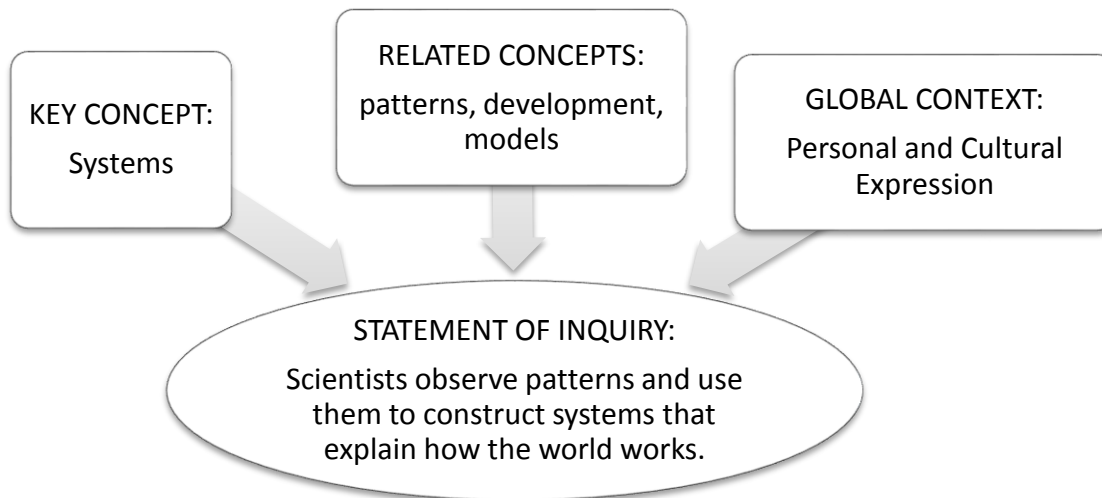 KEY CONCEPT:
Systems
RELATED CONCEPTS:
patterns, development,
models
GLOBAL CONTEXT:
Personal and Cultural
Expression
STATEMENT OF INQUIRY:
Scientists observe patterns and use
them to construct systems that
explain how the world works.